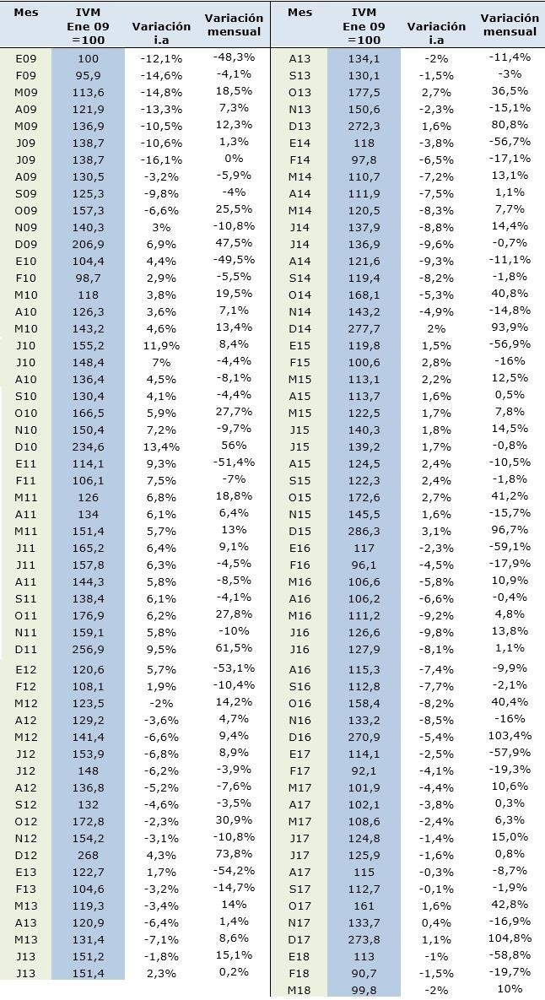 Mes IVM Ene 09 =100 Variación i.a Variación mensual
E09 100 -12,1% -48,3%
F09 95,9 -14,6% -4,1%
M09 113,6 -14,8% 18,5%
A09 121,9 -13,3% 7,3%
M09 136,9 -10,5% 12,3%
J09 138,7 -10,6% 1,3%
J09 138,7 -16,1% 0%
A09 130,5 -3,2% -5,9%
S09 125,3 -9,8% -4%
O09 157,3 -6,6% 25,5%
N09 140,3 3% -10,8%
D09 206,9 6,9% 47,5%
E10 104,4 4,4% -49,5%
F10 98,7 2,9% -5,5%
M10 118 3,8% 19,5%
A10 126,3 3,6% 7,1%
M10 143,2 4,6% 13,4%
J10 155,2 11,9% 8,4%
J10 148,4 7% -4,4%
A10 136,4 4,5% -8,1%
S10 130,4 4,1% -4,4%
O10 166,5 5,9% 27,7%
N10 150,4 7,2% -9,7%
D10 234,6 13,4% 56%
E11 114,1 9,3% -51,4%
F11 106,1 7,5% -7%
M11 126 6,8% 18,8%
A11 134 6,1% 6,4%
M11 151,4 5,7% 13%
J11 165,2 6,4% 9,1%
J11 157,8 6,3% -4,5%
A11 144,3 5,8% -8,5%
S11 138,4 6,1% -4,1%
O11 176,9 6,2% 27,8%
N11 159,1 5,8% -10%
D11 256,9 9,5% 61,5%
E12 120,6 5,7% -53,1%
F12 108,1 1,9% -10,4%
M12 123,5 -2% 14,2%
A12 129,2 -3,6% 4,7%
M12 141,4 -6,6% 9,4%
J12 153,9 -6,8% 8,9%
J12 148 -6,2% -3,9%
A12 136,8 -5,2% -7,6%
S12 132 -4,6% -3,5%
O12 172,8 -2,3% 30,9%
N12 154,2 -3,1% -10,8%
D12 268 4,3% 73,8%
E13 122,7 1,7% -54,2%
F13 104,6 -3,2% -14,7%
M13 119,3 -3,4% 14%
A13 120,9 -6,4% 1,4%
M13 131,4 -7,1% 8,6%
J13 151,2 -1,8% 15,1%
J13 151,4 2,3% 0,2%
Mes IVM Ene 09 =100 Variación i.a Variación mensual
A13 134,1 -2% -11,4%
S13 130,1 -1,5% -3%
O13 177,5 2,7% 36,5%
N13 150,6 -2,3% -15,1%
D13 272,3 1,6% 80,8%
E14 118 -3,8% -56,7%
F14 97,8 -6,5% -17,1%
M14 110,7 -7,2% 13,1%
A14 111,9 -7,5% 1,1%
M14 120,5 -8,3% 7,7%
J14 137,9 -8,8% 14,4%
J14 136,9 -9,6% -0,7%
A14 121,6 -9,3% -11,1%
S14 119,4 -8,2% -1,8%
O14 168,1 -5,3% 40,8%
N14 143,2 -4,9% -14,8%
D14 277,7 2% 93,9%
E15 119,8 1,5% -56,9%
F15 100,6 2,8% -16%
M15 113,1 2,2% 12,5%
A15 113,7 1,6% 0,5%
M15 122,5 1,7% 7,8%
J15 140,3 1,8% 14,5%
J15 139,2 1,7% -0,8%
A15 124,5 2,4% -10,5%
S15 122,3 2,4% -1,8%
O15 172,6 2,7% 41,2%
N15 145,5 1,6% -15,7%
D15 286,3 3,1% 96,7%
E16 117 -2,3% -59,1%
F16 96,1 -4,5% -17,9%
M16 106,6 -5,8% 10,9%
A16 106,2 -6,6% -0,4%
M16 111,2 -9,2% 4,8%
J16 126,6 -9,8% 13,8%
J16 127,9 -8,1% 1,1%
A16 115,3 -7,4% -9,9%
S16 112,8 -7,7% -2,1%
O16 158,4 -8,2% 40,4%
N16 133,2 -8,5% -16%
D16 270,9 -5,4% 103,4%
E17 114,1 -2,5% -57,9%
F17 92,1 -4,1% -19,3%
M17 101,9 -4,4% 10,6%
A17 102,1 -3,8% 0,3%
M17 108,6 -2,4% 6,3%
J17 124,8 -1,4% 15,0%
J17 125,9 -1,6% 0,8%
A17 115 -0,3% -8,7%
S17 112,7 -0,1% -1,9%
O17 161 1,6% 42,8%
N17 133,7 0,4% -16,9%
D17 273,8 1,1% 104,8%
E18 113 -1% -58,8%
F18 90,7 -1,5% -19,7%
M18 99,8 -2% 10%